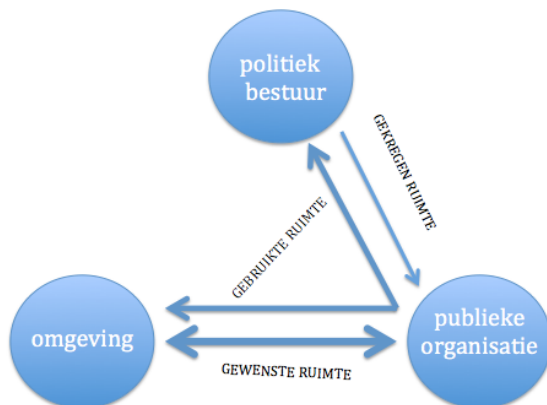 politiek
bestuur
GEKREGEN RUIMTE
GEBRUIKTE RUIMTE
omgeving
publieke
organisatie
GEWENSTE RUIMTE